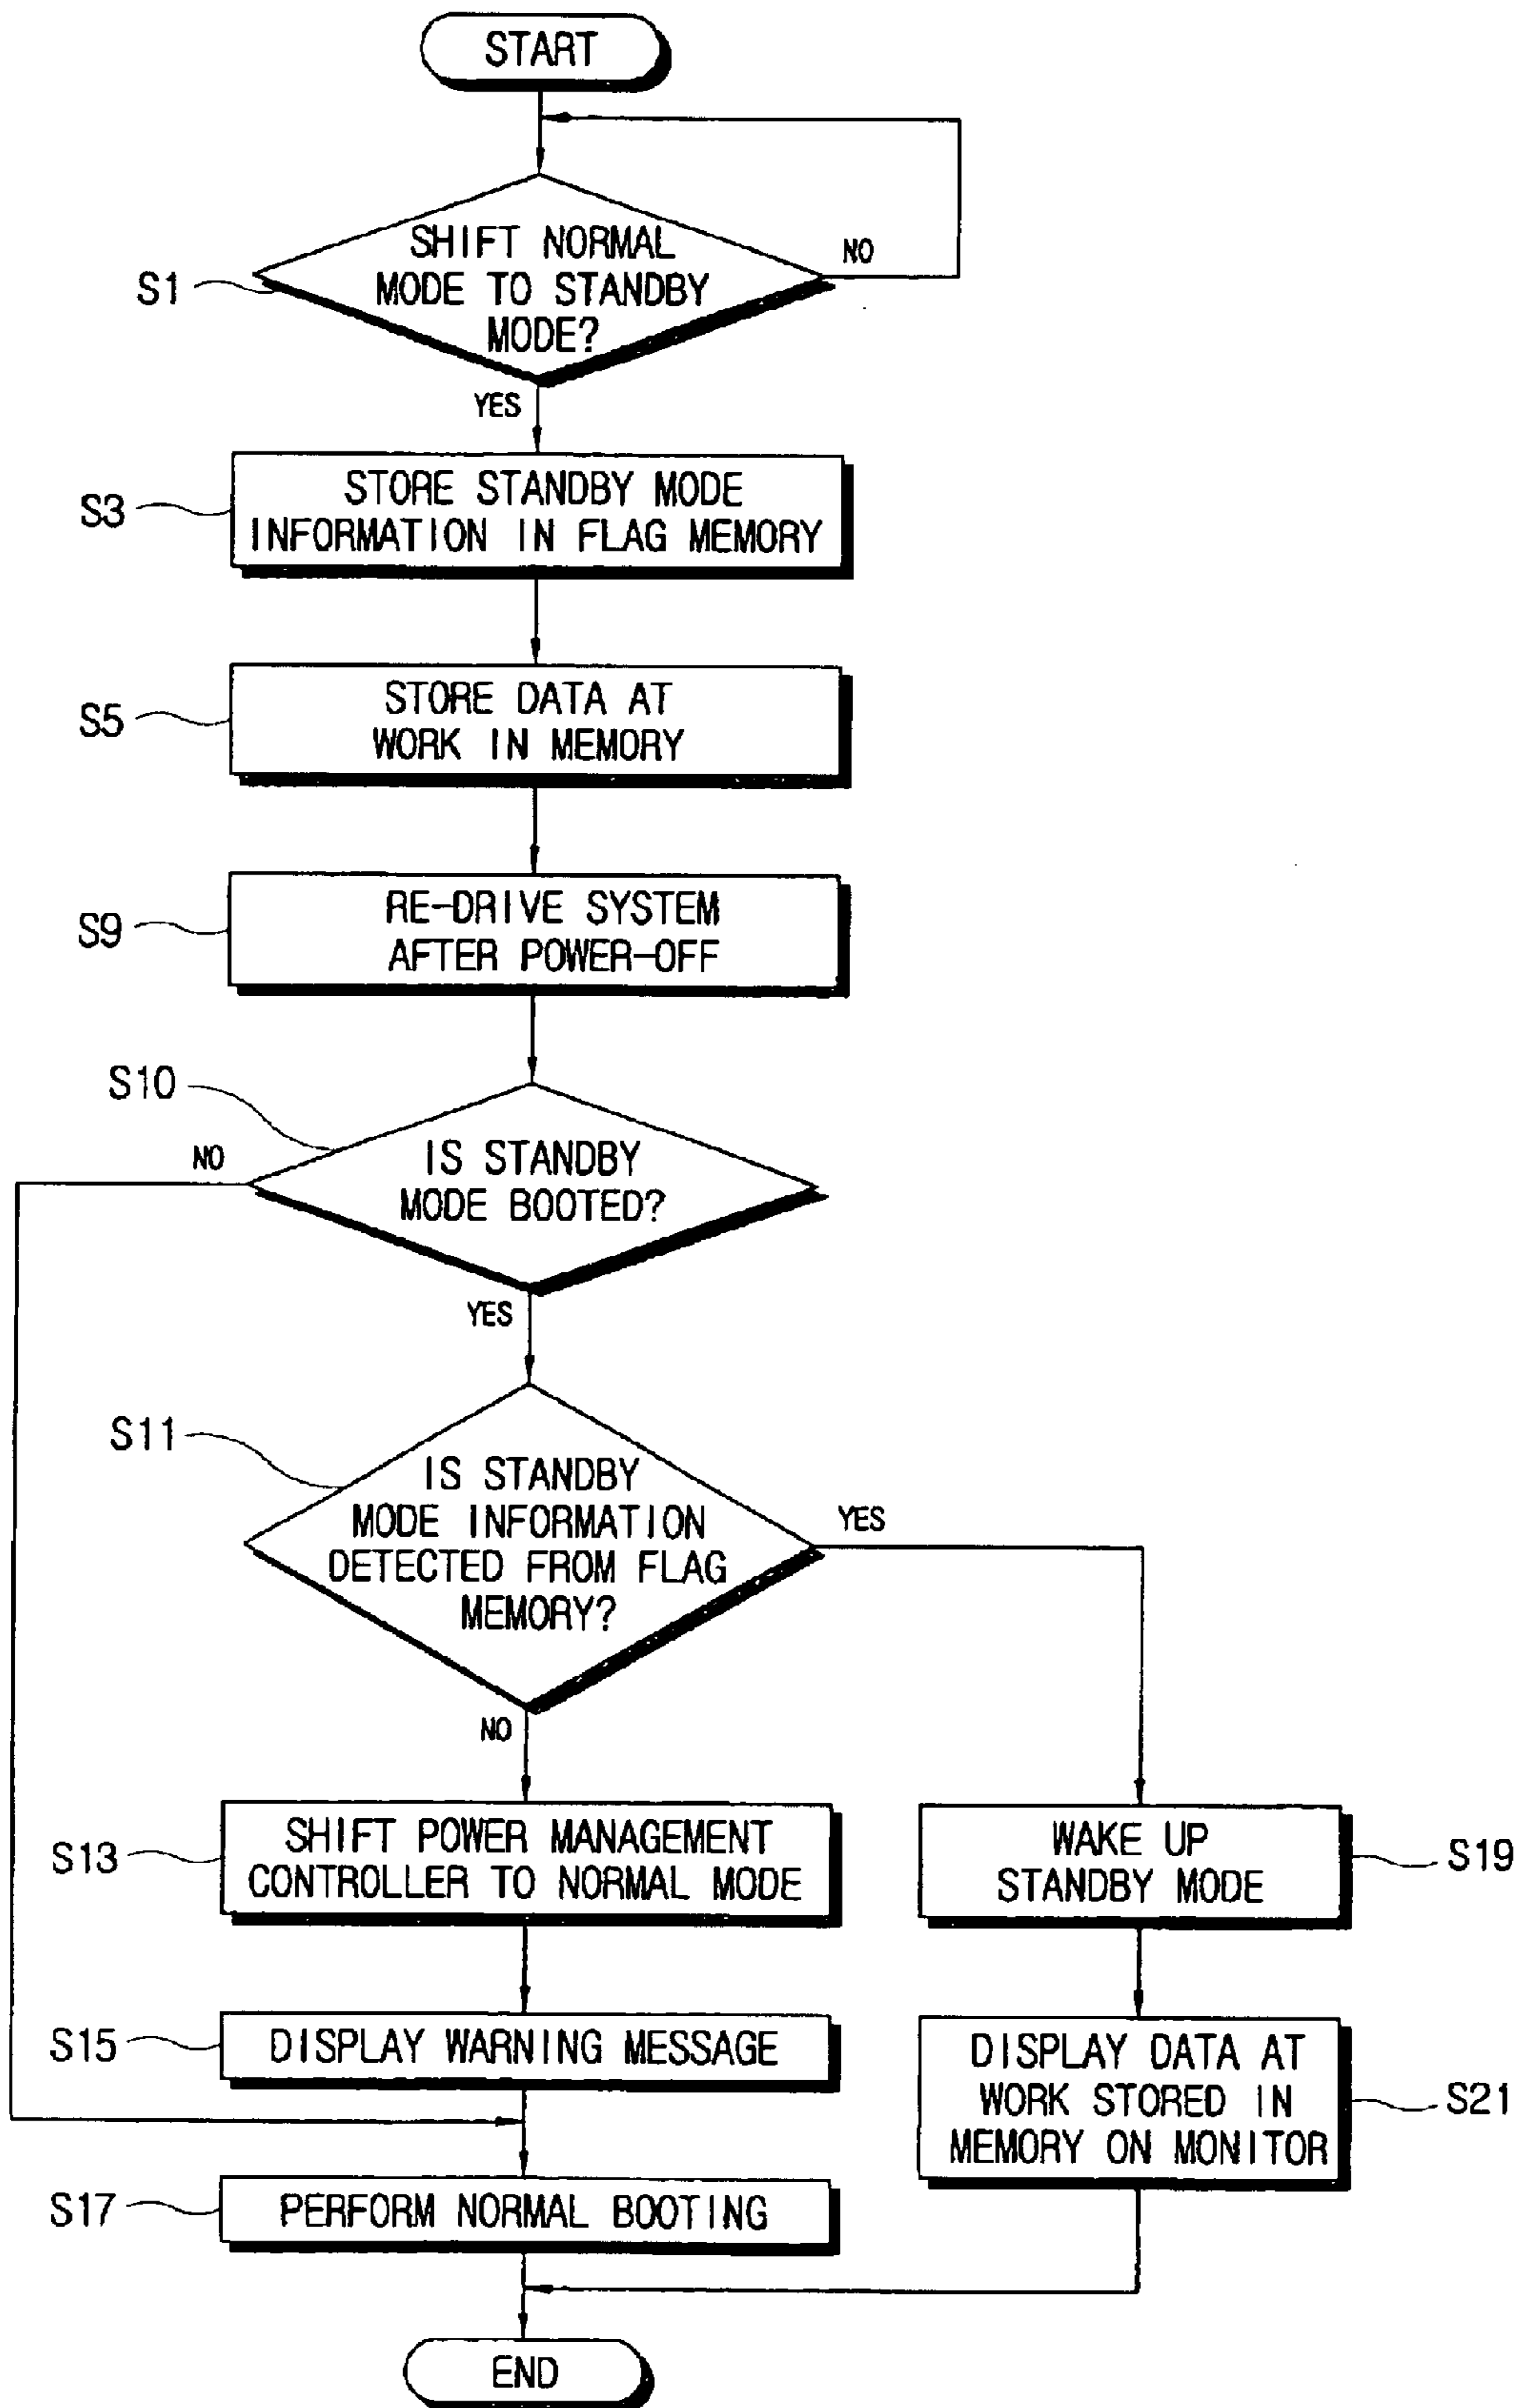 START
SHIFT NORMAL
MODE TO STANDBY
MODE?
NO
S1
YES
STORE STANDBY MODE
INFORMATION IN FLAG MEMORY
S3
STORE DATA AT
WORK IN MEMORY
S5
RE-DRIVE SYSTEM
AFTER POWER-OFF
S9
S10
NO
IS STANDBY
MODE BOOTED?
YES
S11
IS STANDBY
MODE INFORMATION
DETECTED FROM FLAG
MEMORY?
YES
NO
SHIFT POWER MANAGEMENT
CONTROLLER TO NORMAL MODE
S13
WAKE UP
STANDBY MODE
S19
S15
DISPLAY WARNING MESSAGE
DISPLAY DATA AT
WORK STORED IN
MEMORY ON MONITOR
S21
S17
PERFORM NORMAL BOOTING
END